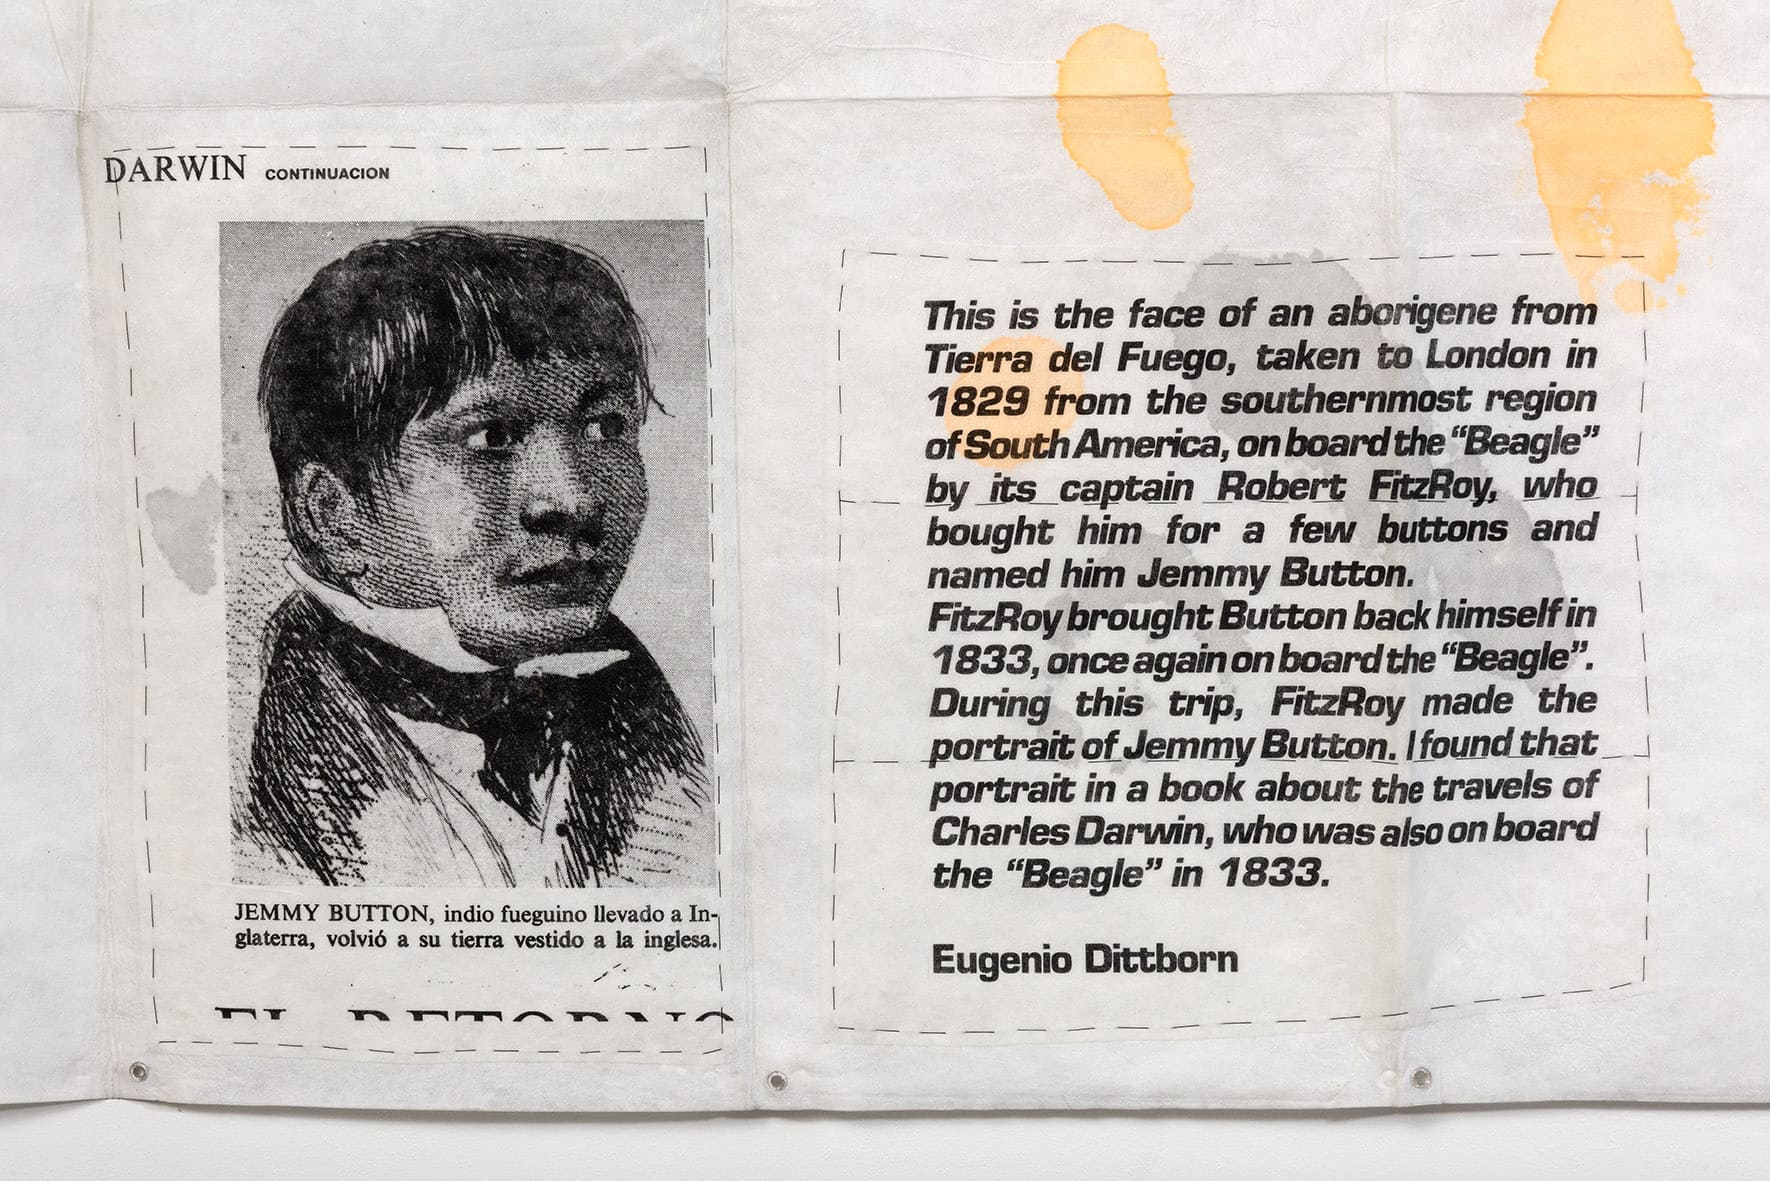 DARWIN CONTINUACION
JEMMY BUTTON, indio fueguino llevado a In-
glaterra, volvió a su tierra vestido a la inglesa.
EL RETORNO
This is the face of an aborigene from
Tierra del Fuego, taken to London in
1829 from the southernmost region
of South America, on board the “Beagle”
by its captain Robert FitzRoy, who
bought him for a few buttons and
named him Jemmy Button.
FitzRoy brought Button back himself in
1833, once again on board the “Beagle”.
During this trip, FitzRoy made the
portrait of Jemmy Button. I found that
portrait in a book about the travels of
Charles Darwin, who was also on board
the “Beagle” in 1833.
Eugenio Dittborn